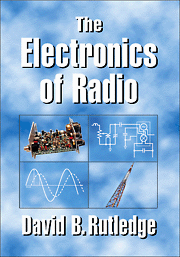 The
Electronics
of Radio
David B. Rutledge